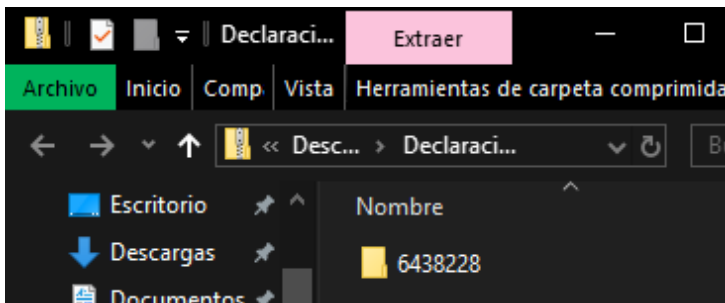 Declaraci...
Extraer
Archivo Inicio Comp Vista Herramientas de carpeta comprimida
« Desc... › Declaraci...
Escritorio
Nombre
Descargas
6438228
Documentos